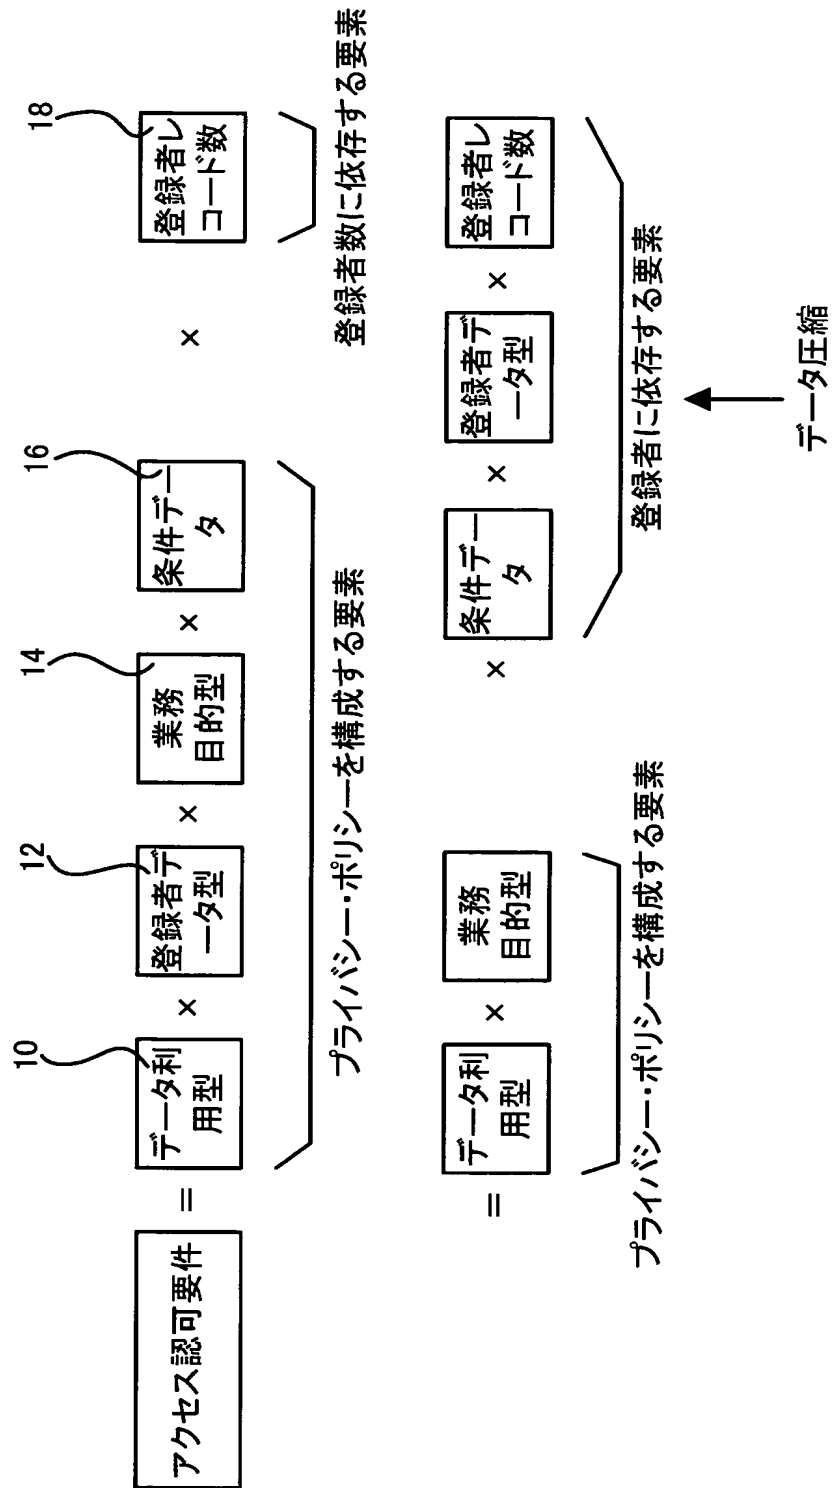 10
12
14
16
18
アクセス認可要件
=
データ利
用型
×
登録者デ
ータ型
×
業務
目的型
×
条件デー
タ
×
登録者レ
コード数
プライバシー・ポリシーを構成する要素
登録者数に依存する要素
=
データ利
用型
×
業務
目的型
×
条件デー
タ
×
登録者デ
ータ型
×
登録者レ
コード数
プライバシー・ポリシーを構成する要素
登録者に依存する要素
データ圧縮